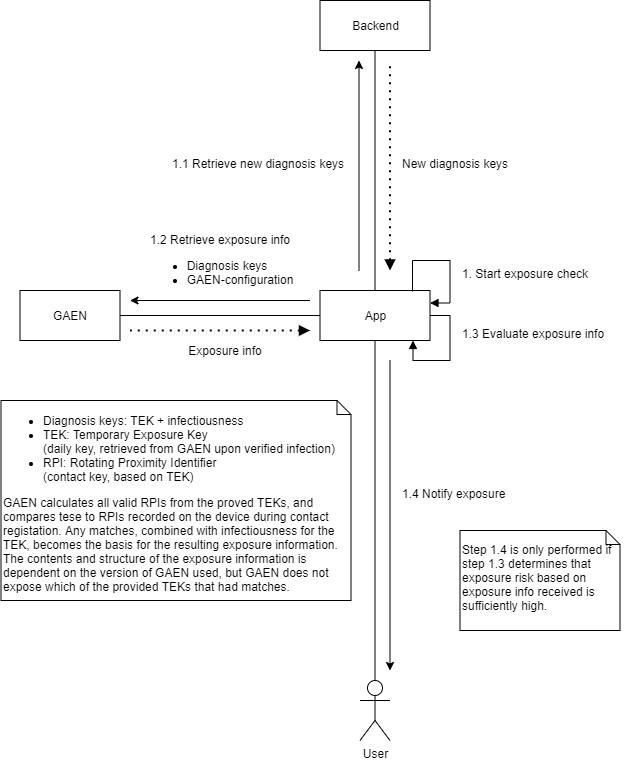 Backend
1.1 Retrieve new diagnosis keys
New diagnosis keys
1.2 Retrieve exposure info
• Diagnosis keys
• GAEN-configuration
1. Start exposure check
GAEN
App
1.3 Evaluate exposure info
Exposure info
• Diagnosis keys: TEK + infectiousness
• TEK: Temporary Exposure Key
(daily key, retrieved from GAEN upon verified infection)
• RPI: Rotating Proximity Identifier
(contact key, based on TEK)
GAEN calculates all valid RPIs from the proved TEKs, and
compares tese to RPIs recorded on the device during contact
registation. Any matches, combined with infectiousness for the
TEK, becomes the basis for the resulting exposure information.
The contents and structure of the exposure information is
dependent on the version of GAEN used, but GAEN does not
expose which of the provided TEKs that had matches.
1.4 Notify exposure
Step 1.4 is only performed if
step 1.3 determines that
exposure risk based on
exposure info received is
sufficiently high.
User